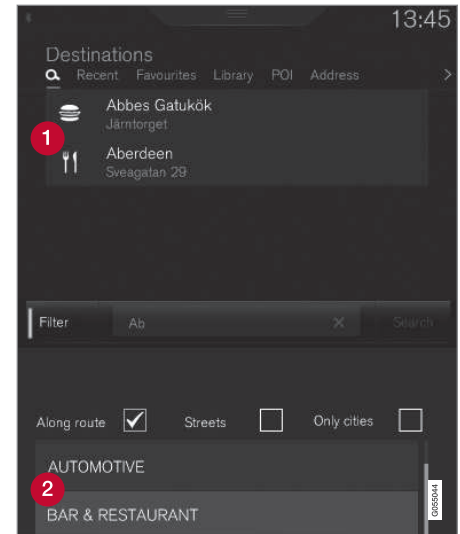 13:45
Destinations
Recent Favourites Library POI Address >
Abbes Gatukök
Järntorget
1
Aberdeen
Sveagatan 29
Filter Ab × Search
Along route Streets Only cities
AUTOMOTIVE
2
BAR & RESTAURANT
G055044